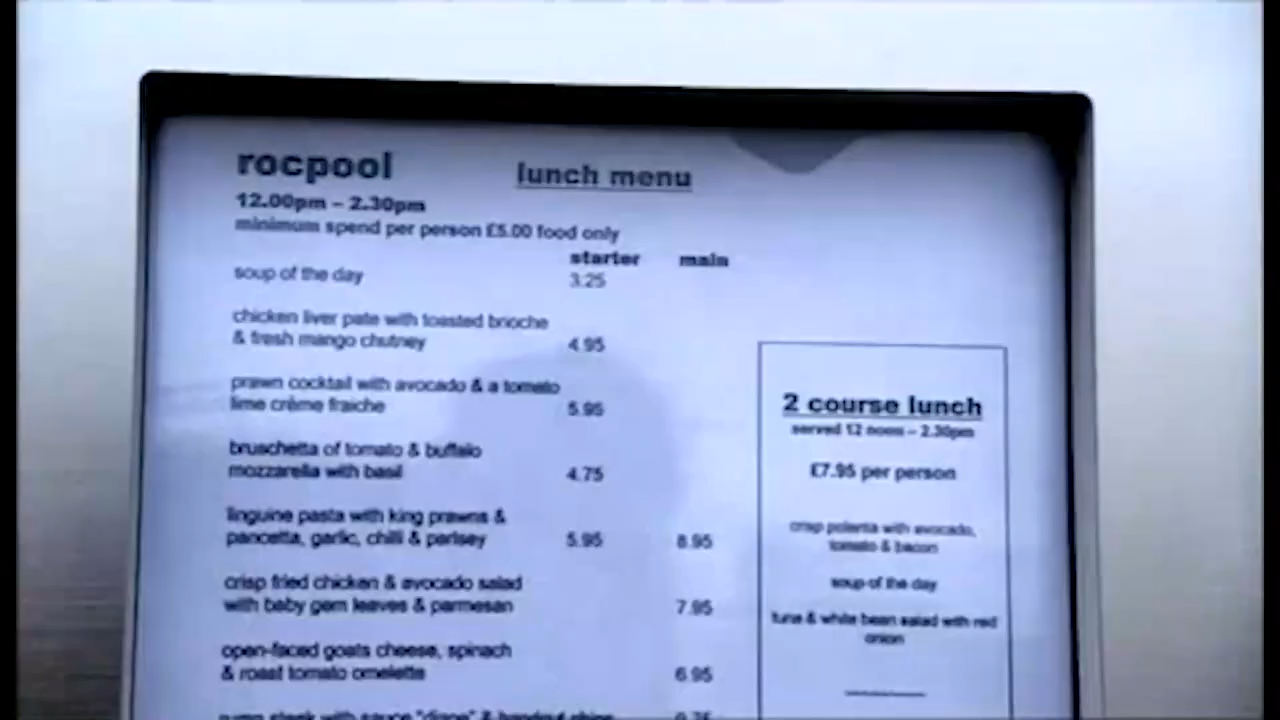 rocpool
lunch menu
12.00pm – 2.30pm
minimum spend per person £5.00 food only
starter main
soup of the day 3.25
chicken liver pate with toasted brioche
& fresh mango chutney 4.95
prawn cocktail with avocado & a tomato
lime crème fraiche 5.95
bruschetta of tomato & buffalo
mozzarella with basil 4.75
linguine pasta with king prawns &
pancetta, garlic, chilli & parlsey 5.95 8.95
crisp fried chicken & avocado salad
with baby gem leaves & parmesan 7.95
open-faced goats cheese, spinach
& roast tomato omelette 6.95
rump steak with sauce "diane" &
2 course lunch
served 12 noon – 2.30pm
£7.95 per person
crisp polenta with avocado,
tomato & bacon
soup of the day
tuna & white bean salad with red
onion